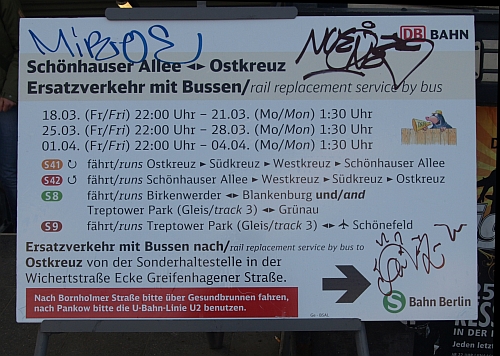 MIBOE
DB BAHN
Schönhauser Allee ◄► Ostkreuz
Ersatzverkehr mit Bussen/rail replacement service by bus
18.03. (Fr/Fri) 22:00 Uhr – 21.03. (Mo/Mon) 1:30 Uhr
25.03. (Fr/Fri) 22:00 Uhr – 28.03. (Mo/Mon) 1:30 Uhr
01.04. (Fr/Fri) 22:00 Uhr – 04.04. (Mo/Mon) 1:30 Uhr
S41 ↻ fährt/runs Ostkreuz ► Südkreuz ► Westkreuz ► Schönhauser Allee
S42 ↺ fährt/runs Schönhauser Allee ► Westkreuz ► Südkreuz ► Ostkreuz
S8 fährt/runs Birkenwerder ◄► Blankenburg und/and
Treptower Park (Gleis/track 3) ◄► Grünau
S9 fährt/runs Treptower Park (Gleis/track 3) ◄► ✈ Schönefeld
Ersatzverkehr mit Bussen nach/rail replacement service by bus to
Ostkreuz von der Sonderhaltestelle in der
Wichertstraße Ecke Greifenhagener Straße.
Nach Bornholmer Straße bitte über Gesundbrunnen fahren,
nach Pankow bitte die U-Bahn-Linie U2 benutzen.
S Bahn Berlin
IN DER
Jeden letz